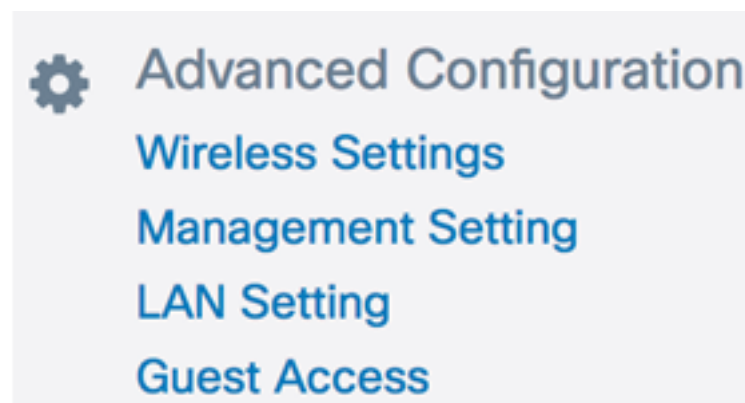 Advanced Configuration
Wireless Settings
Management Setting
LAN Setting
Guest Access